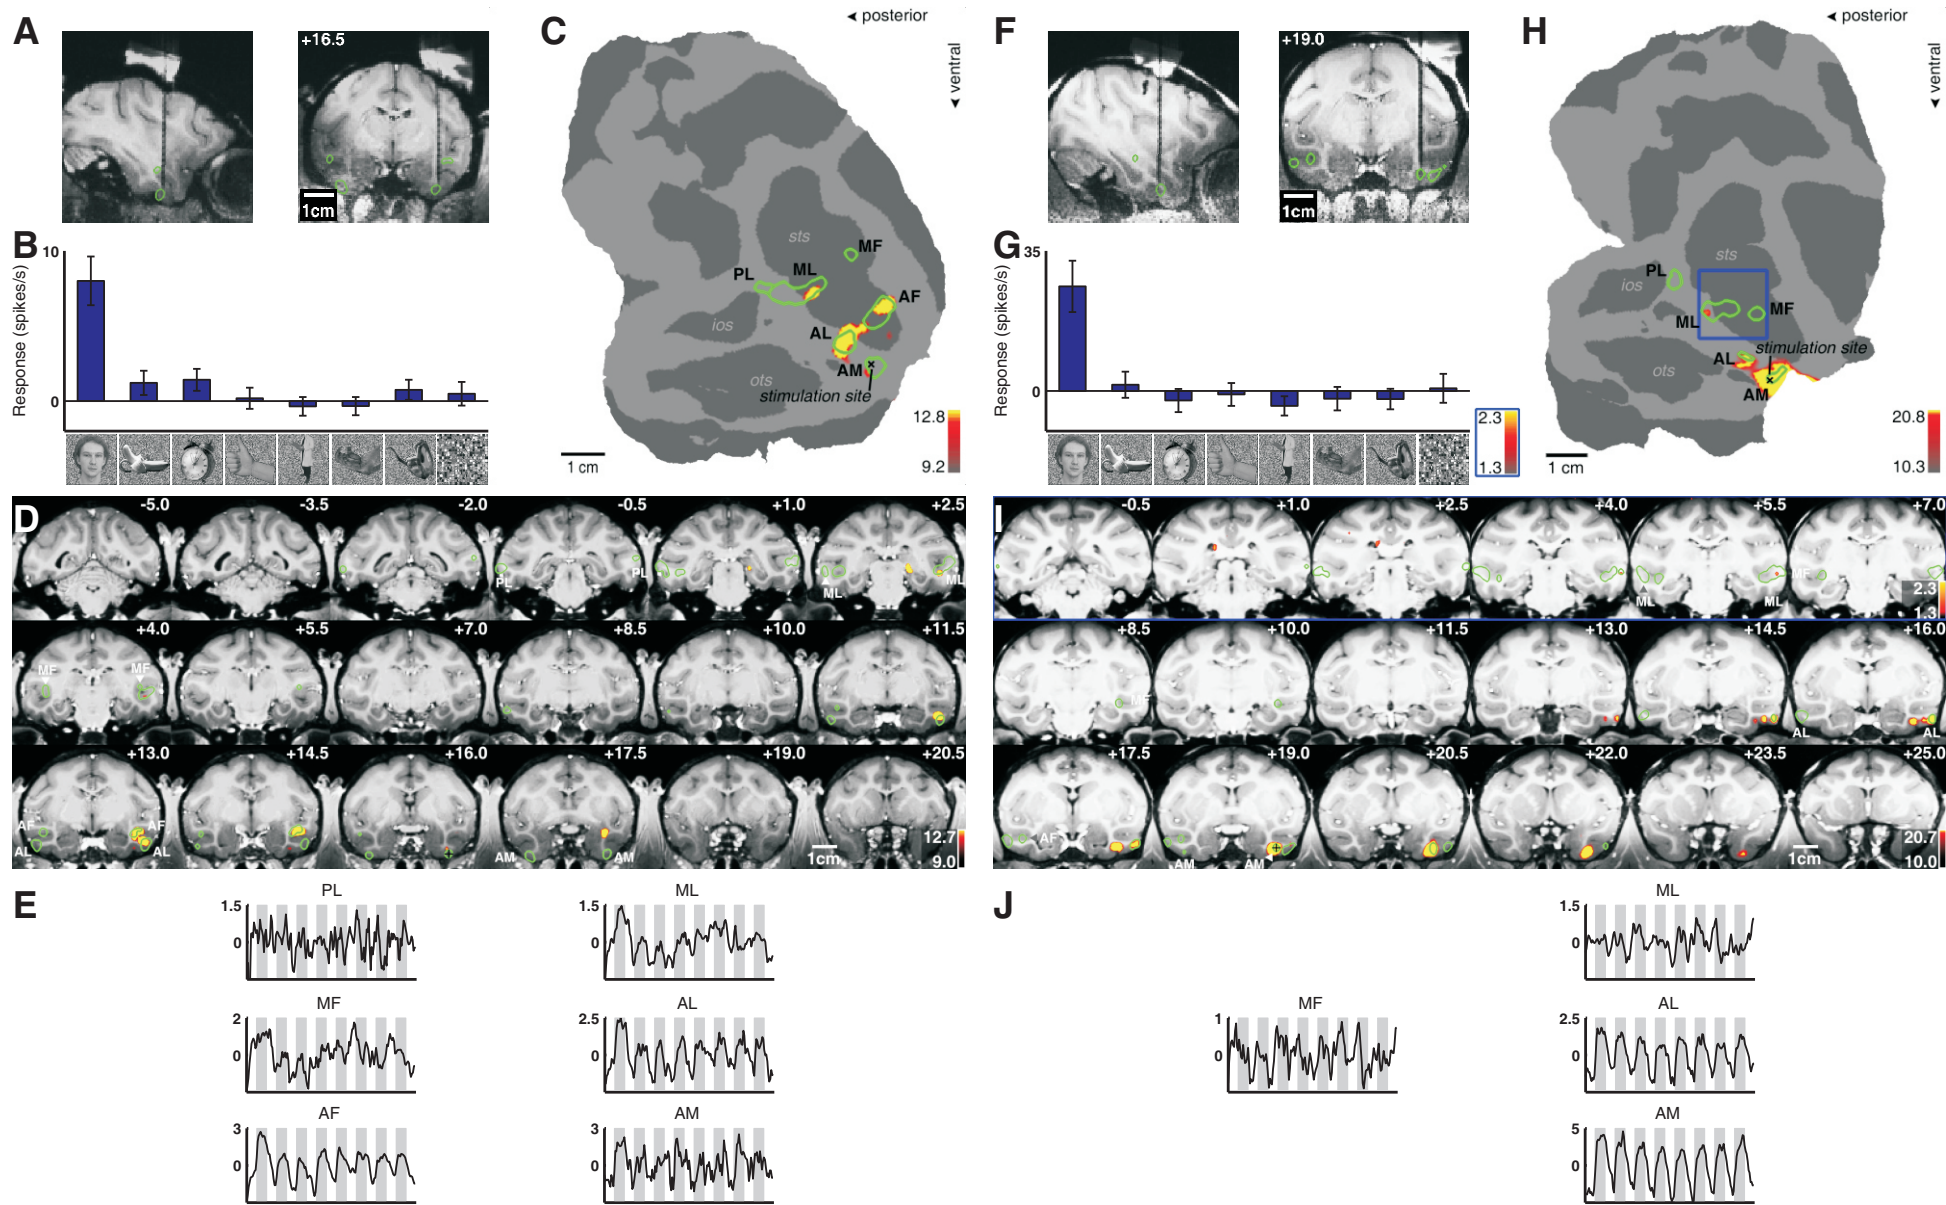 A
+16.5
1cm
B
10
0
Response (spikes/s)
C
◄ posterior
◄ ventral
sts
MF
PL
ML
AF
ios
AL
AM
ots
stimulation site
12.8
9.2
1 cm
D
-5.0
-3.5
-2.0
-0.5
+1.0
+2.5
PL
PL
ML
ML
+4.0
+5.5
+7.0
+8.5
+10.0
+11.5
MF
MF
+13.0
+14.5
+16.0
+17.5
+19.0
+20.5
AF
AL
AF
AL
AM
AM
1cm
12.7
9.0
E
PL
1.5
0
ML
1.5
0
MF
2
0
AL
2.5
0
AF
3
0
AM
3
0
F
+19.0
1cm
G
35
0
Response (spikes/s)
2.3
1.3
H
◄ posterior
◄ ventral
sts
PL
ios
ML
MF
stimulation site
AL
ots
AM
20.8
10.3
1 cm
I
-0.5
+1.0
+2.5
+4.0
+5.5
+7.0
ML
ML
MF
2.3
1.3
+8.5
+10.0
+11.5
+13.0
+14.5
+16.0
MF
AL
AL
+17.5
+19.0
+20.5
+22.0
+23.5
+25.0
AF
AM
AM
1cm
20.7
10.0
J
ML
1.5
0
MF
1
0
AL
2.5
0
AM
5
0